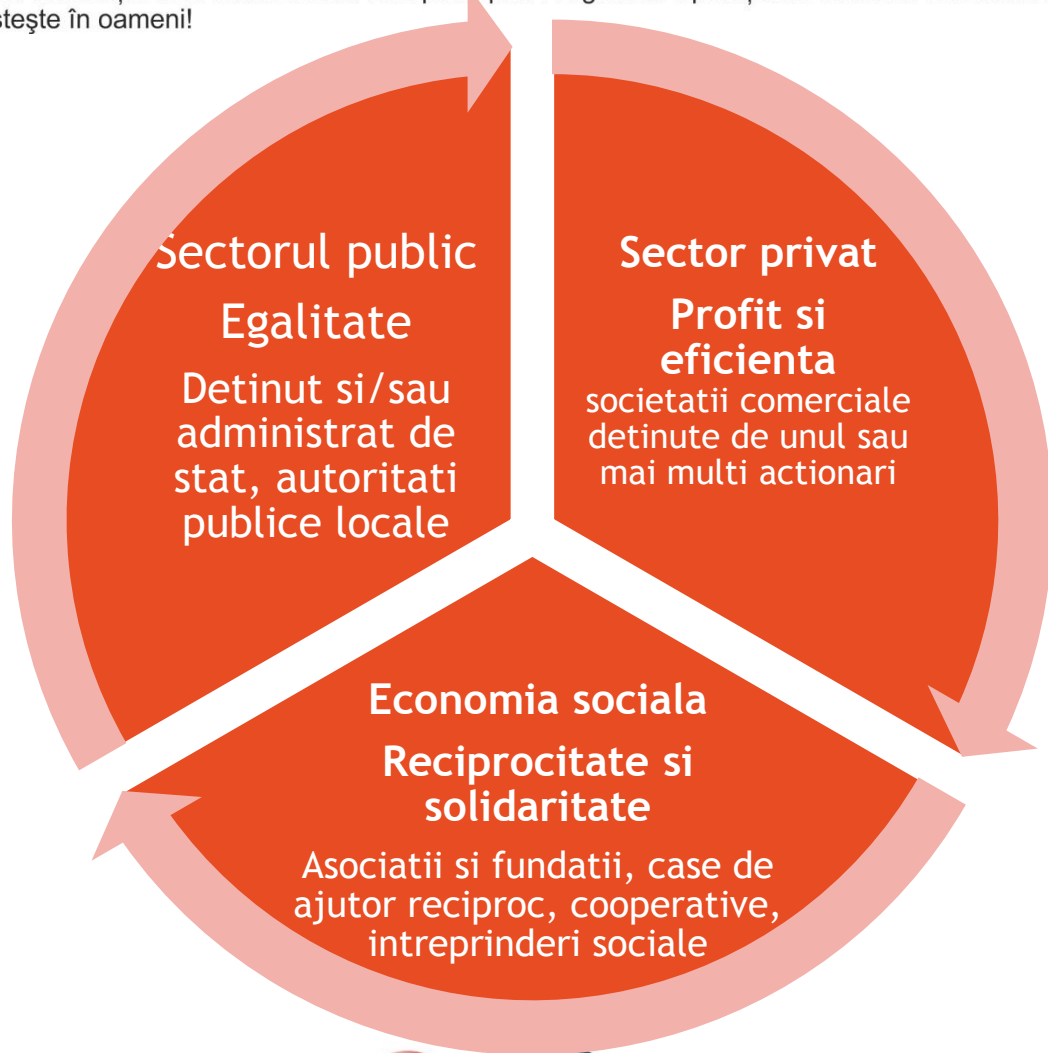 stește în oameni!
Sectorul public
Egalitate
Detinut si/sau
administrat de
stat, autoritati
publice locale
Sector privat
Profit si
eficienta
societatii comerciale
detinute de unul sau
mai multi actionari
Economia sociala
Reciprocitate si
solidaritate
Asociatii si fundatii, case de
ajutor reciproc, cooperative,
intreprinderi sociale